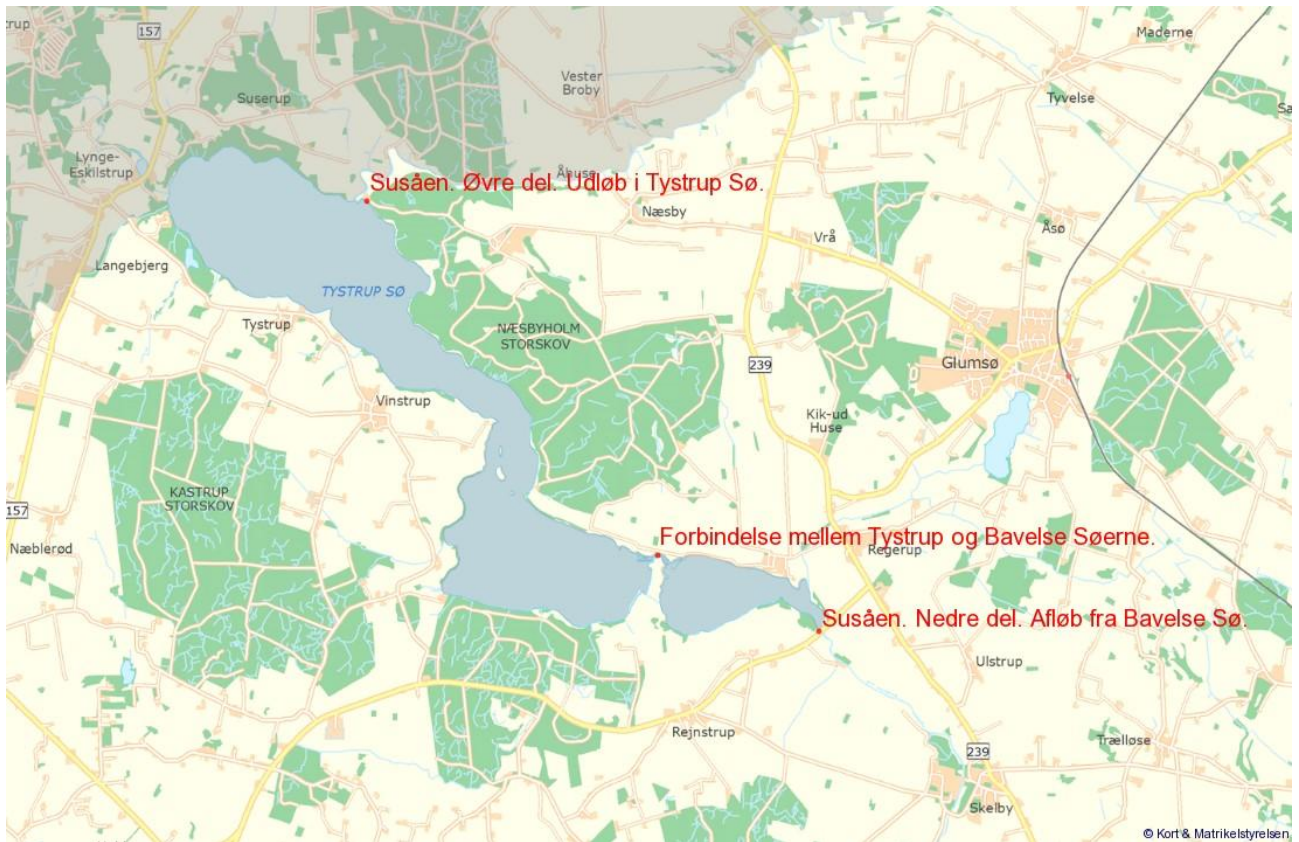 157
Maderne
Vester
Broby
Suserup
Tyvelse
Lynge-
Eskilstrup
Åhuse
Susåen. Øvre del. Udløb i Tystrup Sø.
Næsby
Åsø
Vrå
Langebjerg
TYSTRUP SØ
Tystrup
NÆSBYHOLM
STORSKOV
239
Glumsø
Vinstrup
Kik-ud
Huse
KASTRUP
STORSKOV
157
Næblerød
Forbindelse mellem Tystrup og Bavelse Søerne.
Regerup
Susåen. Nedre del. Afløb fra Bavelse Sø.
Ulstrup
Rejnstrup
239
Trælløse
Skelby
© Kort & Matrikelstyrelsen